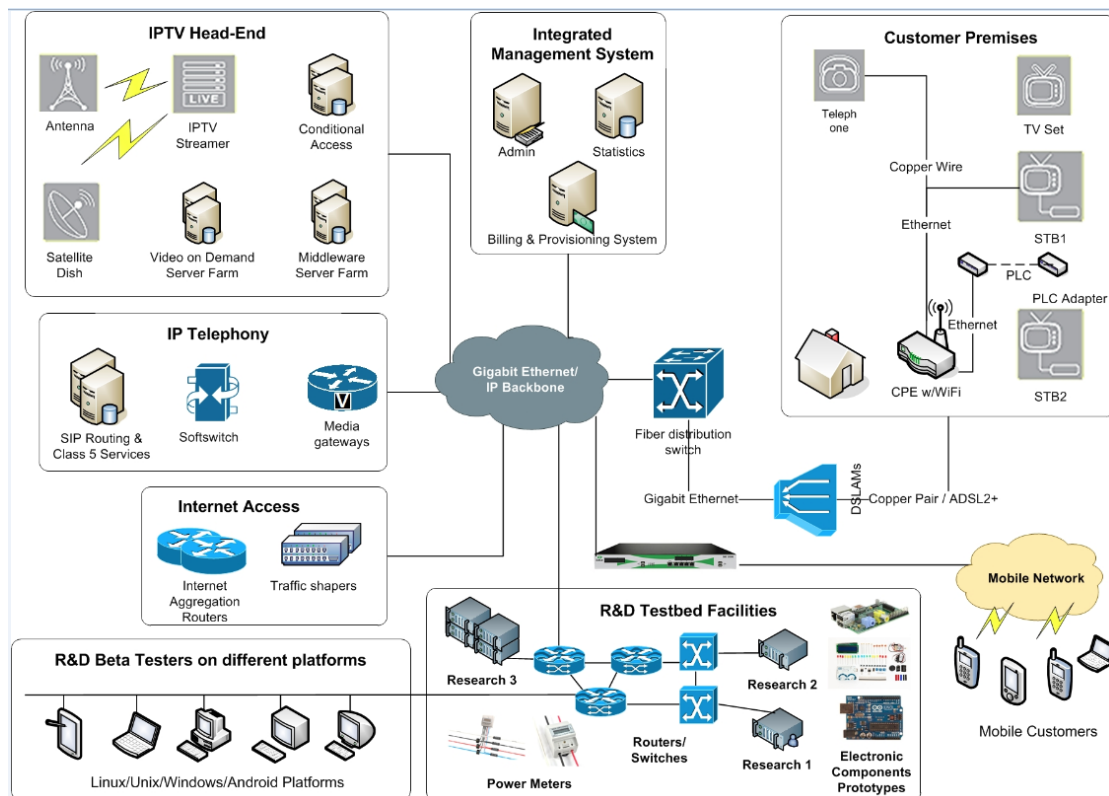 IPTV Head-End
Antenna
IPTV
Streamer
LIVE
Conditional
Access
Satellite
Dish
Video on Demand
Server Farm
Middleware
Server Farm
Integrated
Management System
Admin
Statistics
Billing & Provisioning System
Customer Premises
Teleph
one
TV Set
Copper Wire
Ethernet
STB1
PLC
PLC Adapter
Ethernet
CPE w/WiFi
STB2
IP Telephony
SIP Routing &
Class 5 Services
Softswitch
V
Media
gateways
Gigabit Ethernet/
IP Backbone
Fiber distribution
switch
Gigabit Ethernet
DSLAMs
Copper Pair / ADSL2+
Internet Access
Internet
Aggregation
Routers
Traffic shapers
Mobile Network
Mobile Customers
R&D Testbed Facilities
Research 3
Research 2
Research 1
Routers/
Switches
Power Meters
Electronic
Components
Prototypes
R&D Beta Testers on different platforms
Linux/Unix/Windows/Android Platforms